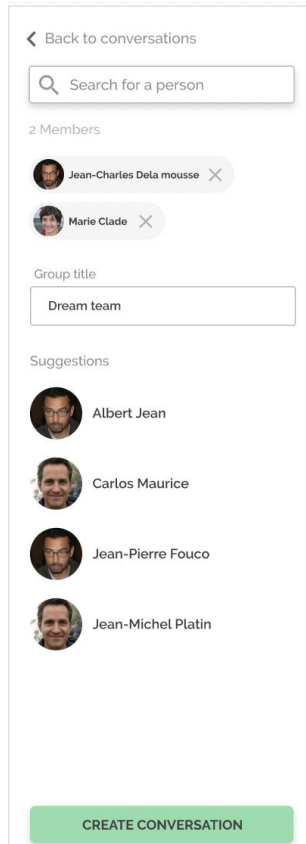 Back to conversations
Search for a person
2 Members
Jean-Charles Dela mousse
Marie Clade
Group title
Dream team
Suggestions
Albert Jean
Carlos Maurice
Jean-Pierre Fouco
Jean-Michel Platin
CREATE CONVERSATION